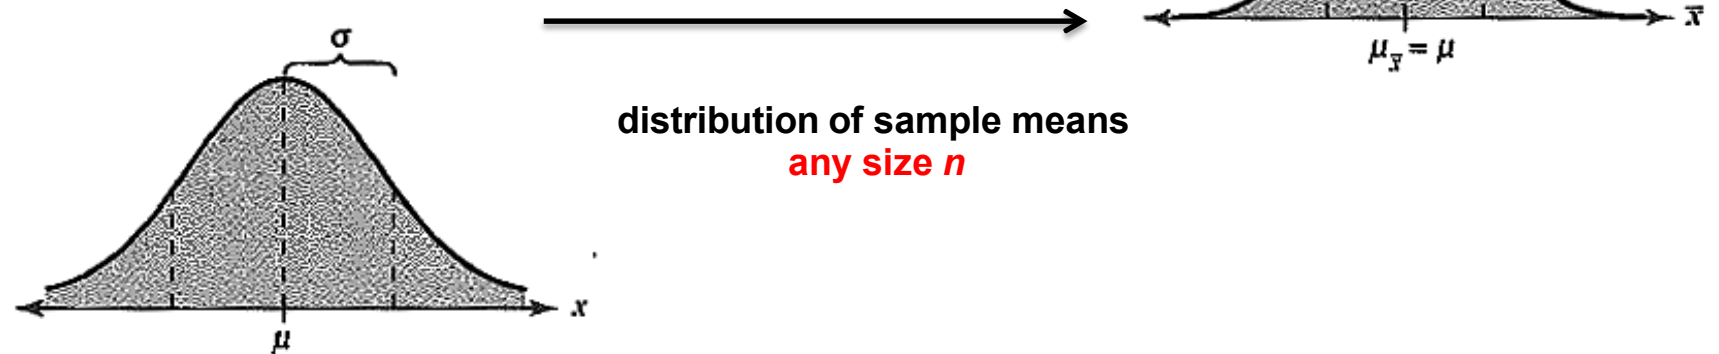 σ
x̄
μx̄ = μ
distribution of sample means
any size n
x
μ